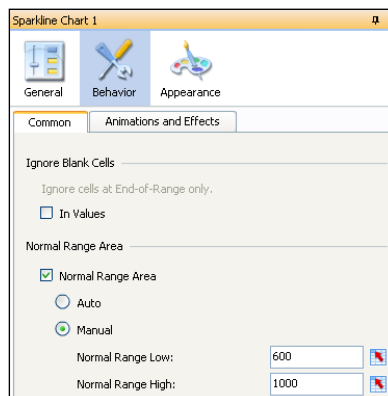 Sparkline Chart 1
General Behavior Appearance
Common Animations and Effects
Ignore Blank Cells
Ignore cells at End-of-Range only.
In Values
Normal Range Area
Normal Range Area
Auto
Manual
Normal Range Low: 600
Normal Range High: 1000